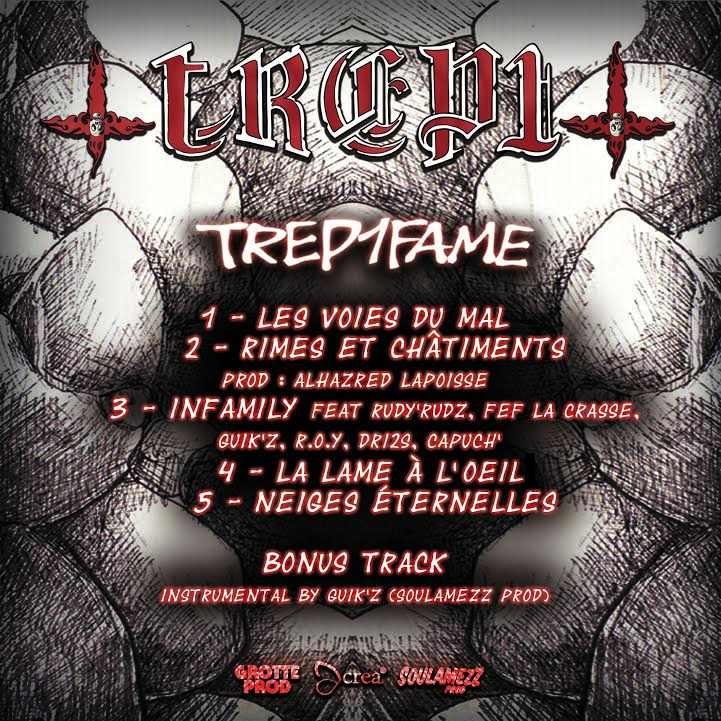 TREP1
TREP1FAME
1 - LES VOIES DU MAL
2 - RIMES ET CHÂTIMENTS
PROD : ALHAZRED LAPOISSE
3 - INFAMILY FEAT RUDY'RUDZ, FEF LA CRASSE,
GUIK'Z, R.O.Y, DRI2S, CAPUCH'
4 - LA LAME À L'OEIL
5 - NEIGES ÉTERNELLES
BONUS TRACK
INSTRUMENTAL BY GUIK'Z (SOULAMEZZ PROD)
GROTTE PROD crea SOULAMEZZ PROD